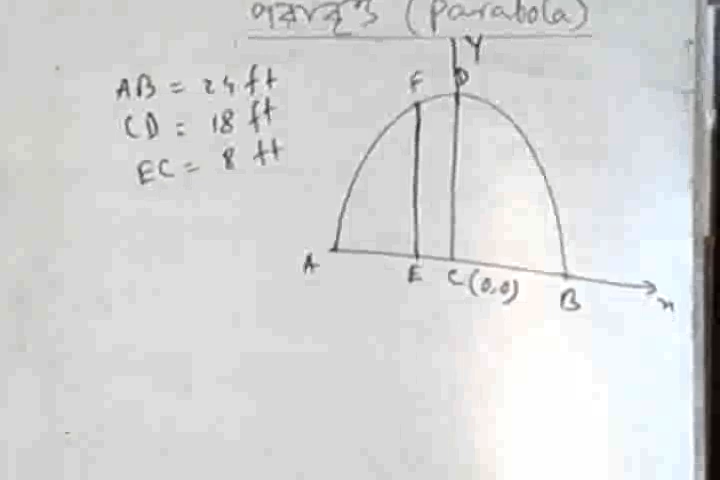 (Parabola)
Y
AB = 24 ft
F D
CD = 18 ft
EC = 8 ft
A E C(0,0) B x